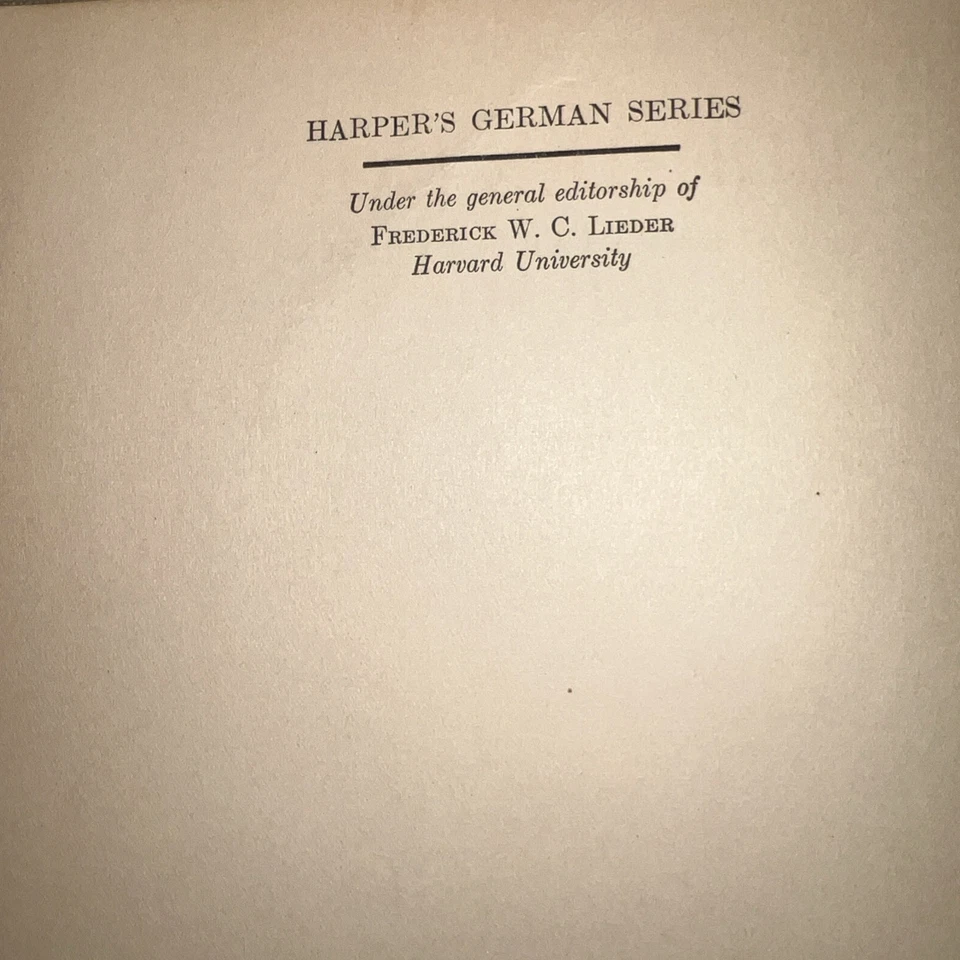 HARPER'S GERMAN SERIES
Under the general editorship of
FREDERICK W. C. LIEDER
Harvard University